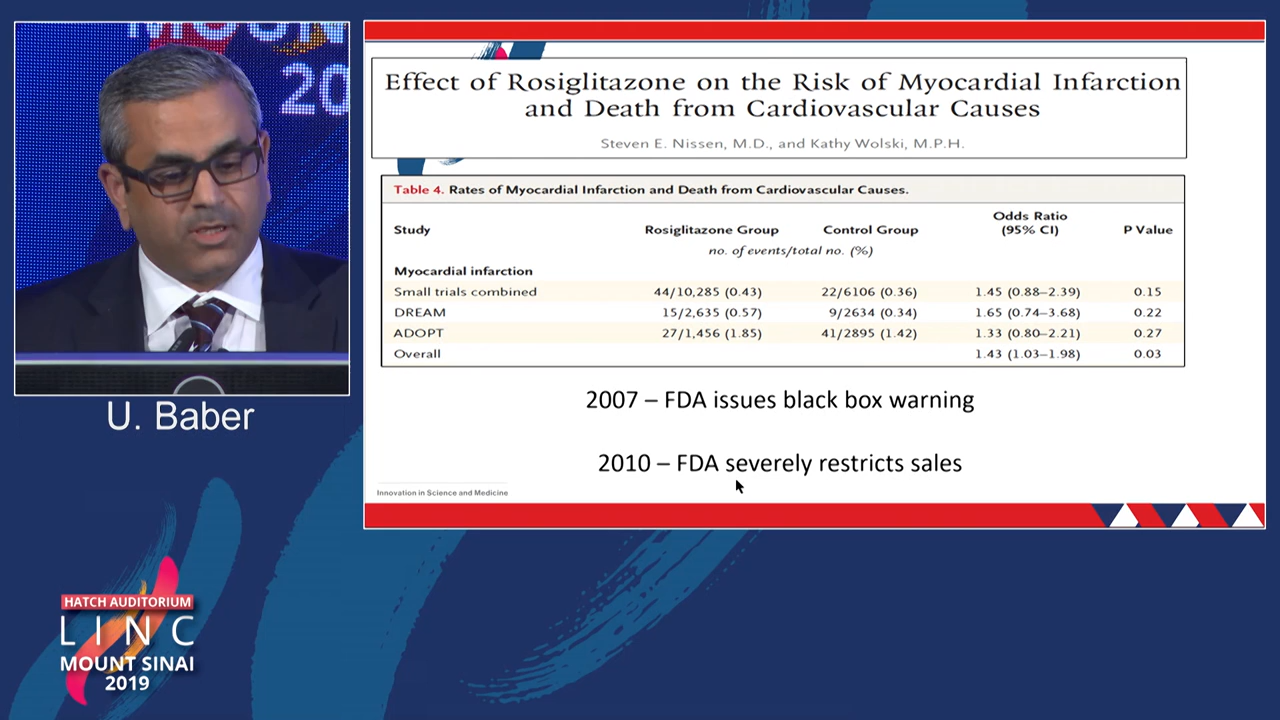 MOUN
20
Effect of Rosiglitazone on the Risk of Myocardial Infarction
and Death from Cardiovascular Causes
Steven E. Nissen, M.D., and Kathy Wolski, M.P.H.
Table 4. Rates of Myocardial Infarction and Death from Cardiovascular Causes.
Study Rosiglitazone Group Control Group Odds Ratio (95% CI) P Value
no. of events/total no. (%)
Myocardial infarction
Small trials combined 44/10,285 (0.43) 22/6106 (0.36) 1.45 (0.88–2.39) 0.15
DREAM 15/2,635 (0.57) 9/2634 (0.34) 1.65 (0.74–3.68) 0.22
ADOPT 27/1,456 (1.85) 41/2895 (1.42) 1.33 (0.80–2.21) 0.27
Overall 1.43 (1.03–1.98) 0.03
2007 – FDA issues black box warning
2010 – FDA severely restricts sales
Innovation in Science and Medicine
U. Baber
HATCH AUDITORIUM
LINC
MOUNT SINAI
2019